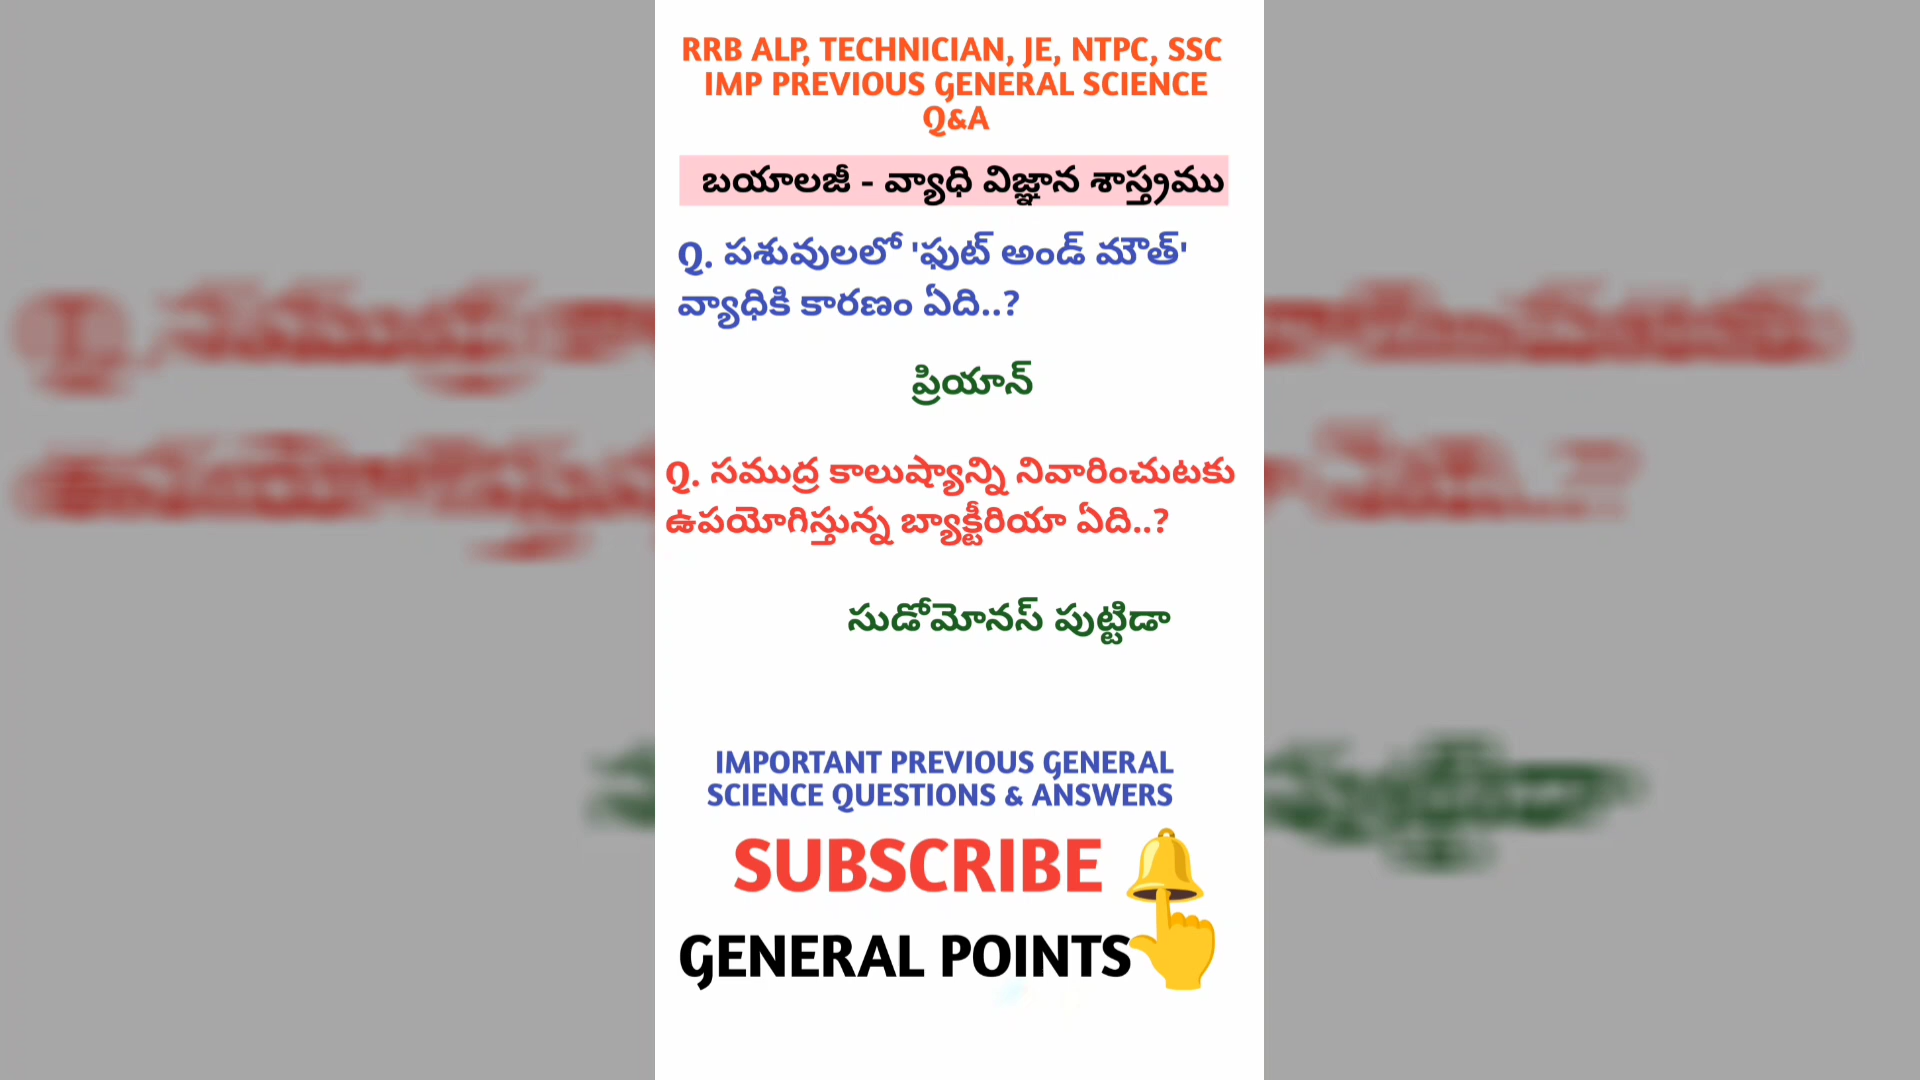 RRB ALP, TECHNICIAN, JE, NTPC, SSC
IMP PREVIOUS GENERAL SCIENCE
Q&A
బయాలజీ - వ్యాధి విజ్ఞాన శాస్త్రము
Q. పశువులలో 'ఫుట్ అండ్ మౌత్'
వ్యాధికి కారణం ఏది..?
ప్రియాన్
Q. సముద్ర కాలుష్యాన్ని నివారించుటకు
ఉపయోగిస్తున్న బ్యాక్టీరియా ఏది..?
సుడోమోనస్ పుట్టిడా
IMPORTANT PREVIOUS GENERAL
SCIENCE QUESTIONS & ANSWERS
SUBSCRIBE
GENERAL POINTS